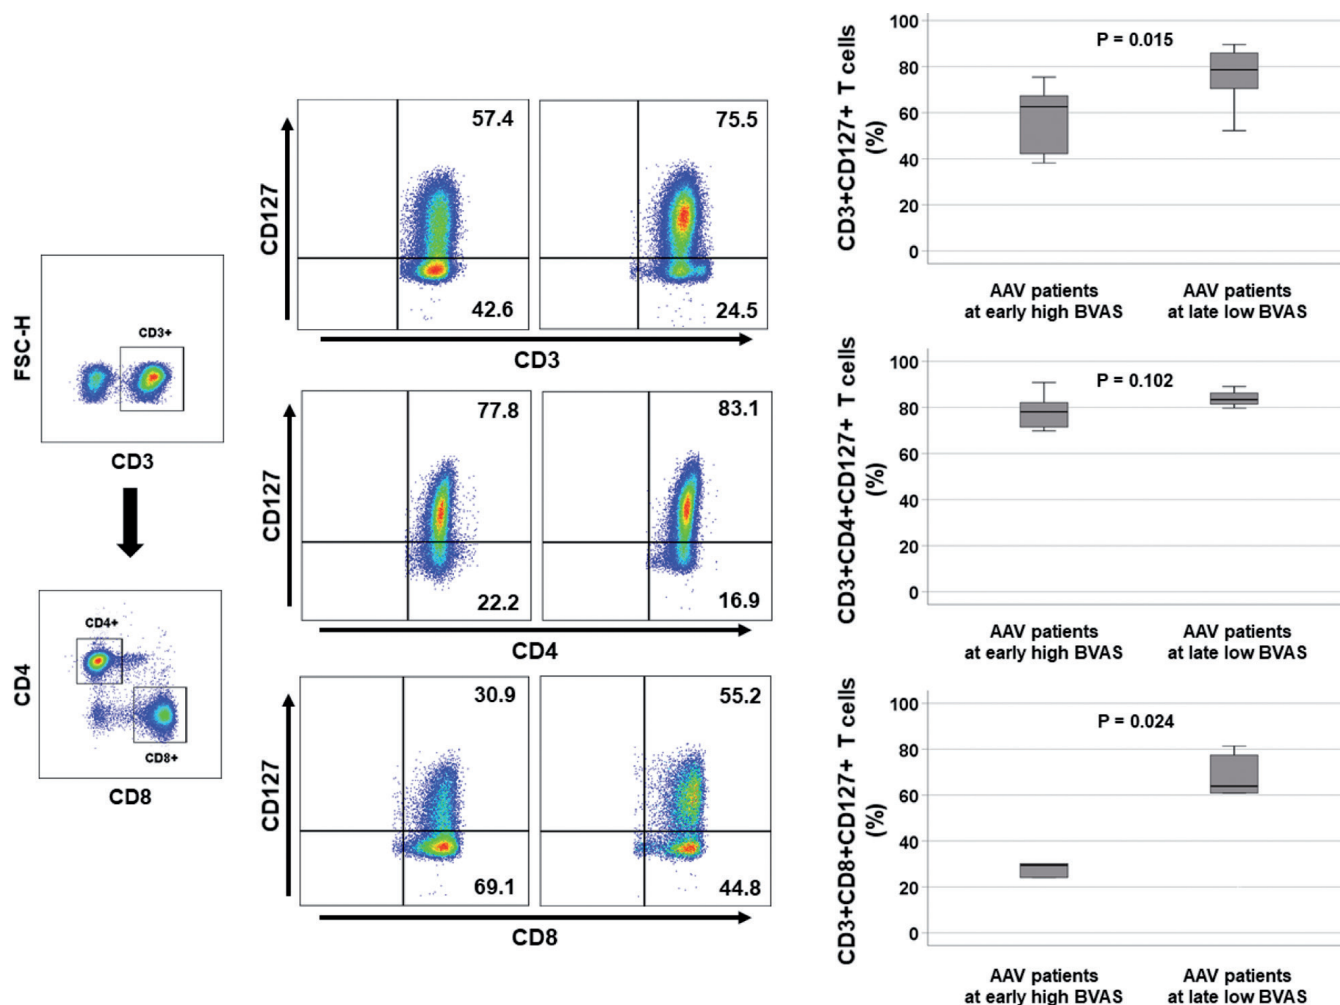 FSC-H
CD3+
CD3
CD4
CD4+
CD8+
CD8
CD127
57.4
42.6
75.5
24.5
CD3
CD127
77.8
22.2
83.1
16.9
CD4
CD127
30.9
69.1
55.2
44.8
CD8
CD3+CD127+ T cells
(%)
100
80
60
40
20
0
P = 0.015
AAV patients
at early high BVAS
AAV patients
at late low BVAS
CD3+CD4+CD127+ T cells
(%)
100
80
60
40
20
0
P = 0.102
AAV patients
at early high BVAS
AAV patients
at late low BVAS
CD3+CD8+CD127+ T cells
(%)
100
80
60
40
20
0
P = 0.024
AAV patients
at early high BVAS
AAV patients
at late low BVAS